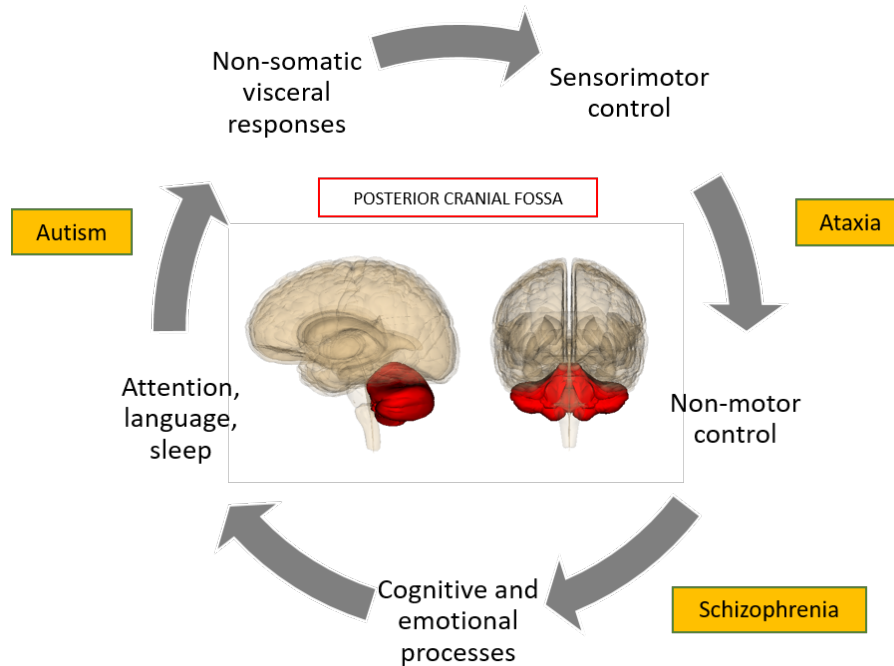 Non-somatic
visceral
responses
Sensorimotor
control
POSTERIOR CRANIAL FOSSA
Autism
Ataxia
Attention,
language,
sleep
Non-motor
control
Cognitive and
emotional
processes
Schizophrenia